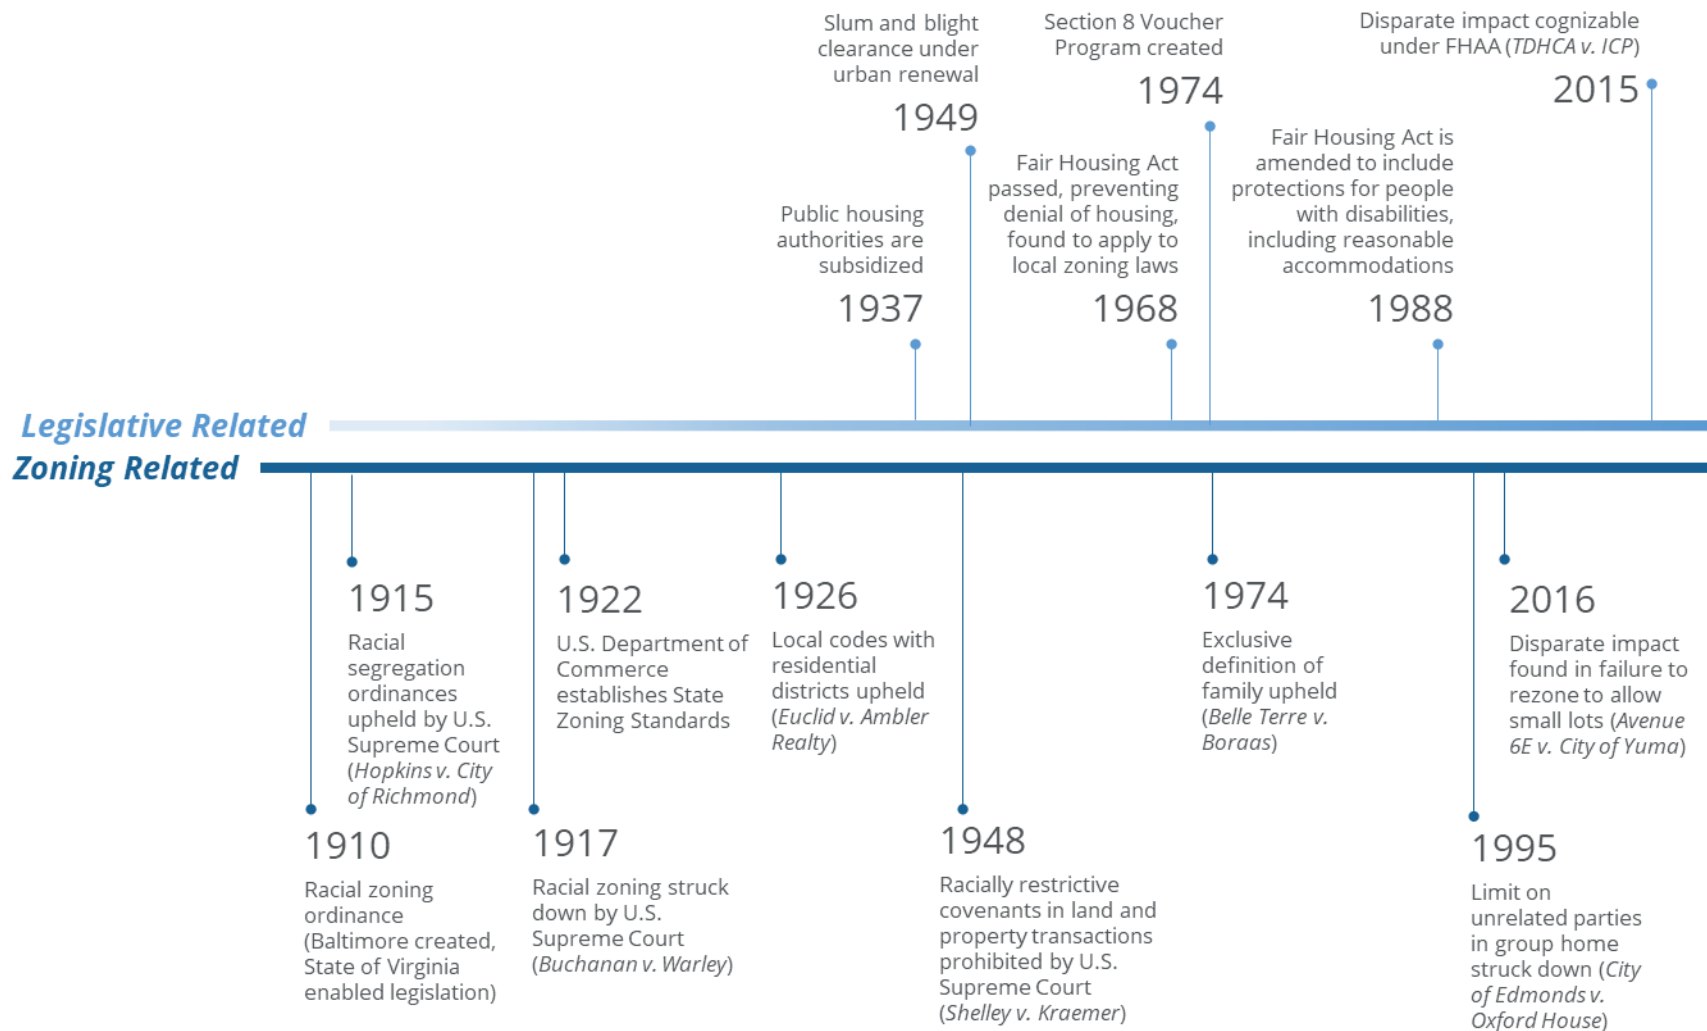 Slum and blight
clearance under
urban renewal
1949
Section 8 Voucher
Program created
1974
Disparate impact cognizable
under FHAA (TDHCA v. ICP)
2015
Public housing
authorities are
subsidized
1937
Fair Housing Act
passed, preventing
denial of housing,
found to apply to
local zoning laws
1968
Fair Housing Act is
amended to include
protections for people
with disabilities,
including reasonable
accommodations
1988
Legislative Related
Zoning Related
1915
Racial
segregation
ordinances
upheld by U.S.
Supreme Court
(Hopkins v. City
of Richmond)
1922
U.S. Department of
Commerce
establishes State
Zoning Standards
1926
Local codes with
residential
districts upheld
(Euclid v. Ambler
Realty)
1974
Exclusive
definition of
family upheld
(Belle Terre v.
Boraas)
2016
Disparate impact
found in failure to
rezone to allow
small lots (Avenue
6E v. City of Yuma)
1910
Racial zoning
ordinance
(Baltimore created,
State of Virginia
enabled legislation)
1917
Racial zoning struck
down by U.S.
Supreme Court
(Buchanan v. Warley)
1948
Racially restrictive
covenants in land and
property transactions
prohibited by U.S.
Supreme Court
(Shelley v. Kraemer)
1995
Limit on
unrelated parties
in group home
struck down (City
of Edmonds v.
Oxford House)